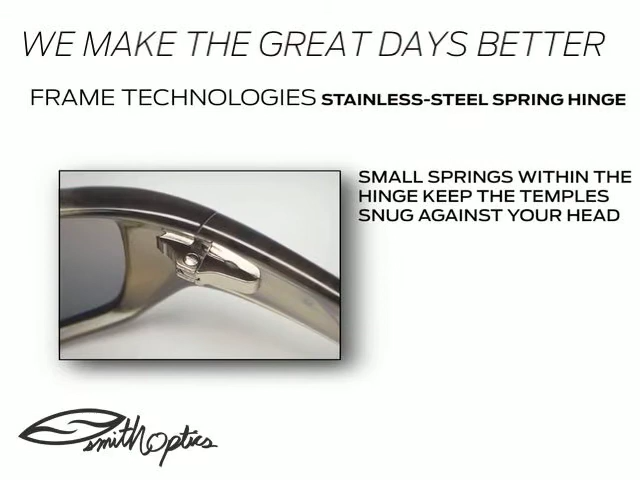 WE MAKE THE GREAT DAYS BETTER
FRAME TECHNOLOGIES STAINLESS-STEEL SPRING HINGE
SMALL SPRINGS WITHIN THE
HINGE KEEP THE TEMPLES
SNUG AGAINST YOUR HEAD
smith optics